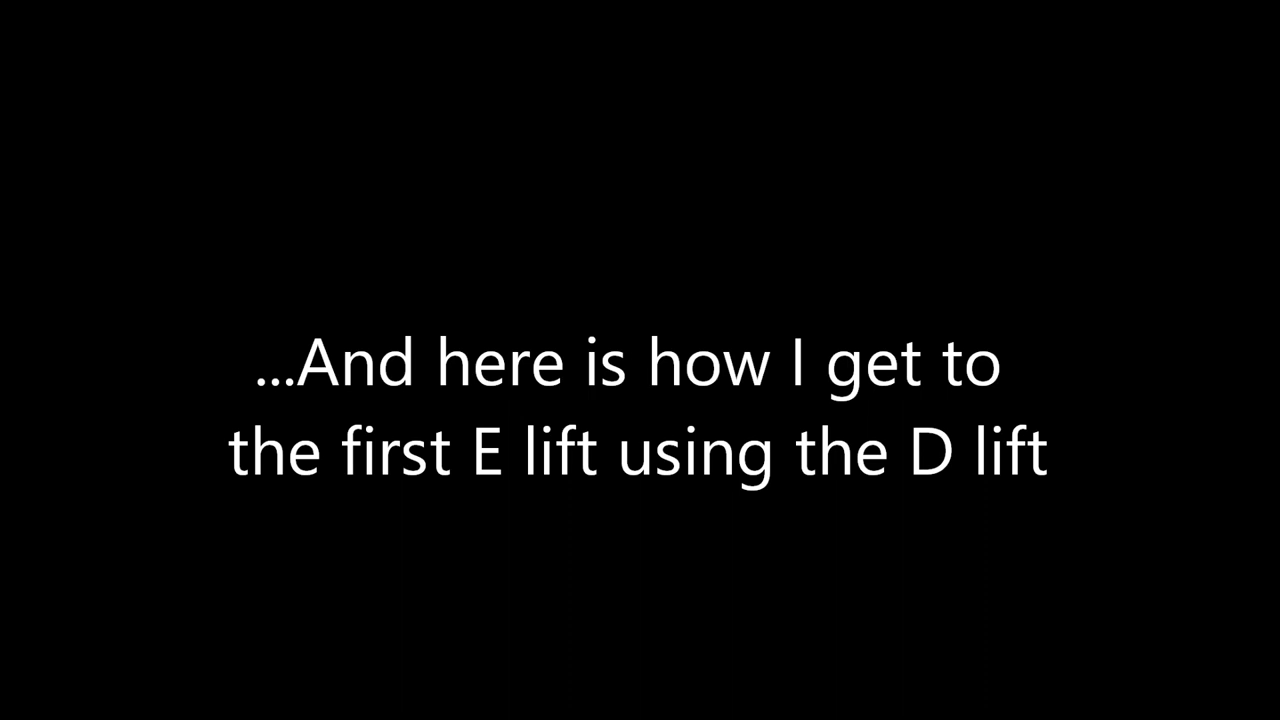 ...And here is how I get to
the first E lift using the D lift